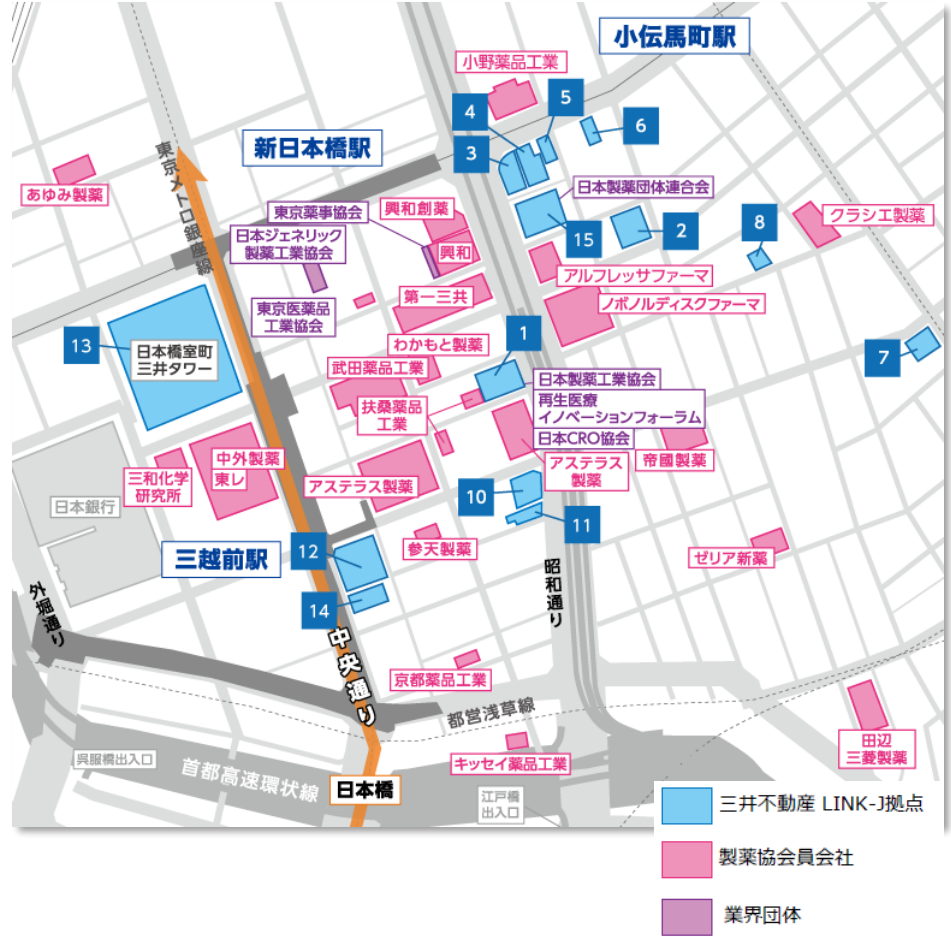 小伝馬町駅
小野薬品工業
4
5
6
3
新日本橋駅
東京メトロ銀座線
あゆみ製薬
日本製薬団体連合会
興和創薬
東京薬事協会
クラシエ製薬
8
2
15
日本ジェネリック
製薬工業協会
興和
アルフレッサファーマ
第一三共
ノボノルディスクファーマ
東京医薬品
工業協会
13
日本橋室町
三井タワー
わかもと製薬
1
7
武田薬品工業
日本製薬工業協会
再生医療
イノベーションフォーラム
日本CRO協会
扶桑薬品
工業
帝國製薬
中外製薬
東レ
三和化学
研究所
アステラス製薬
アステラス
製薬
日本銀行
10
11
12
参天製薬
ゼリア新薬
三越前駅
昭和通り
外堀通り
14
中央通り
京都薬品工業
都営浅草線
田辺
三菱製薬
キッセイ薬品工業
呉服橋出入口
首都高速環状線
日本橋
江戸橋
出入口
三井不動産 LINK-J拠点
製薬協会員会社
業界団体